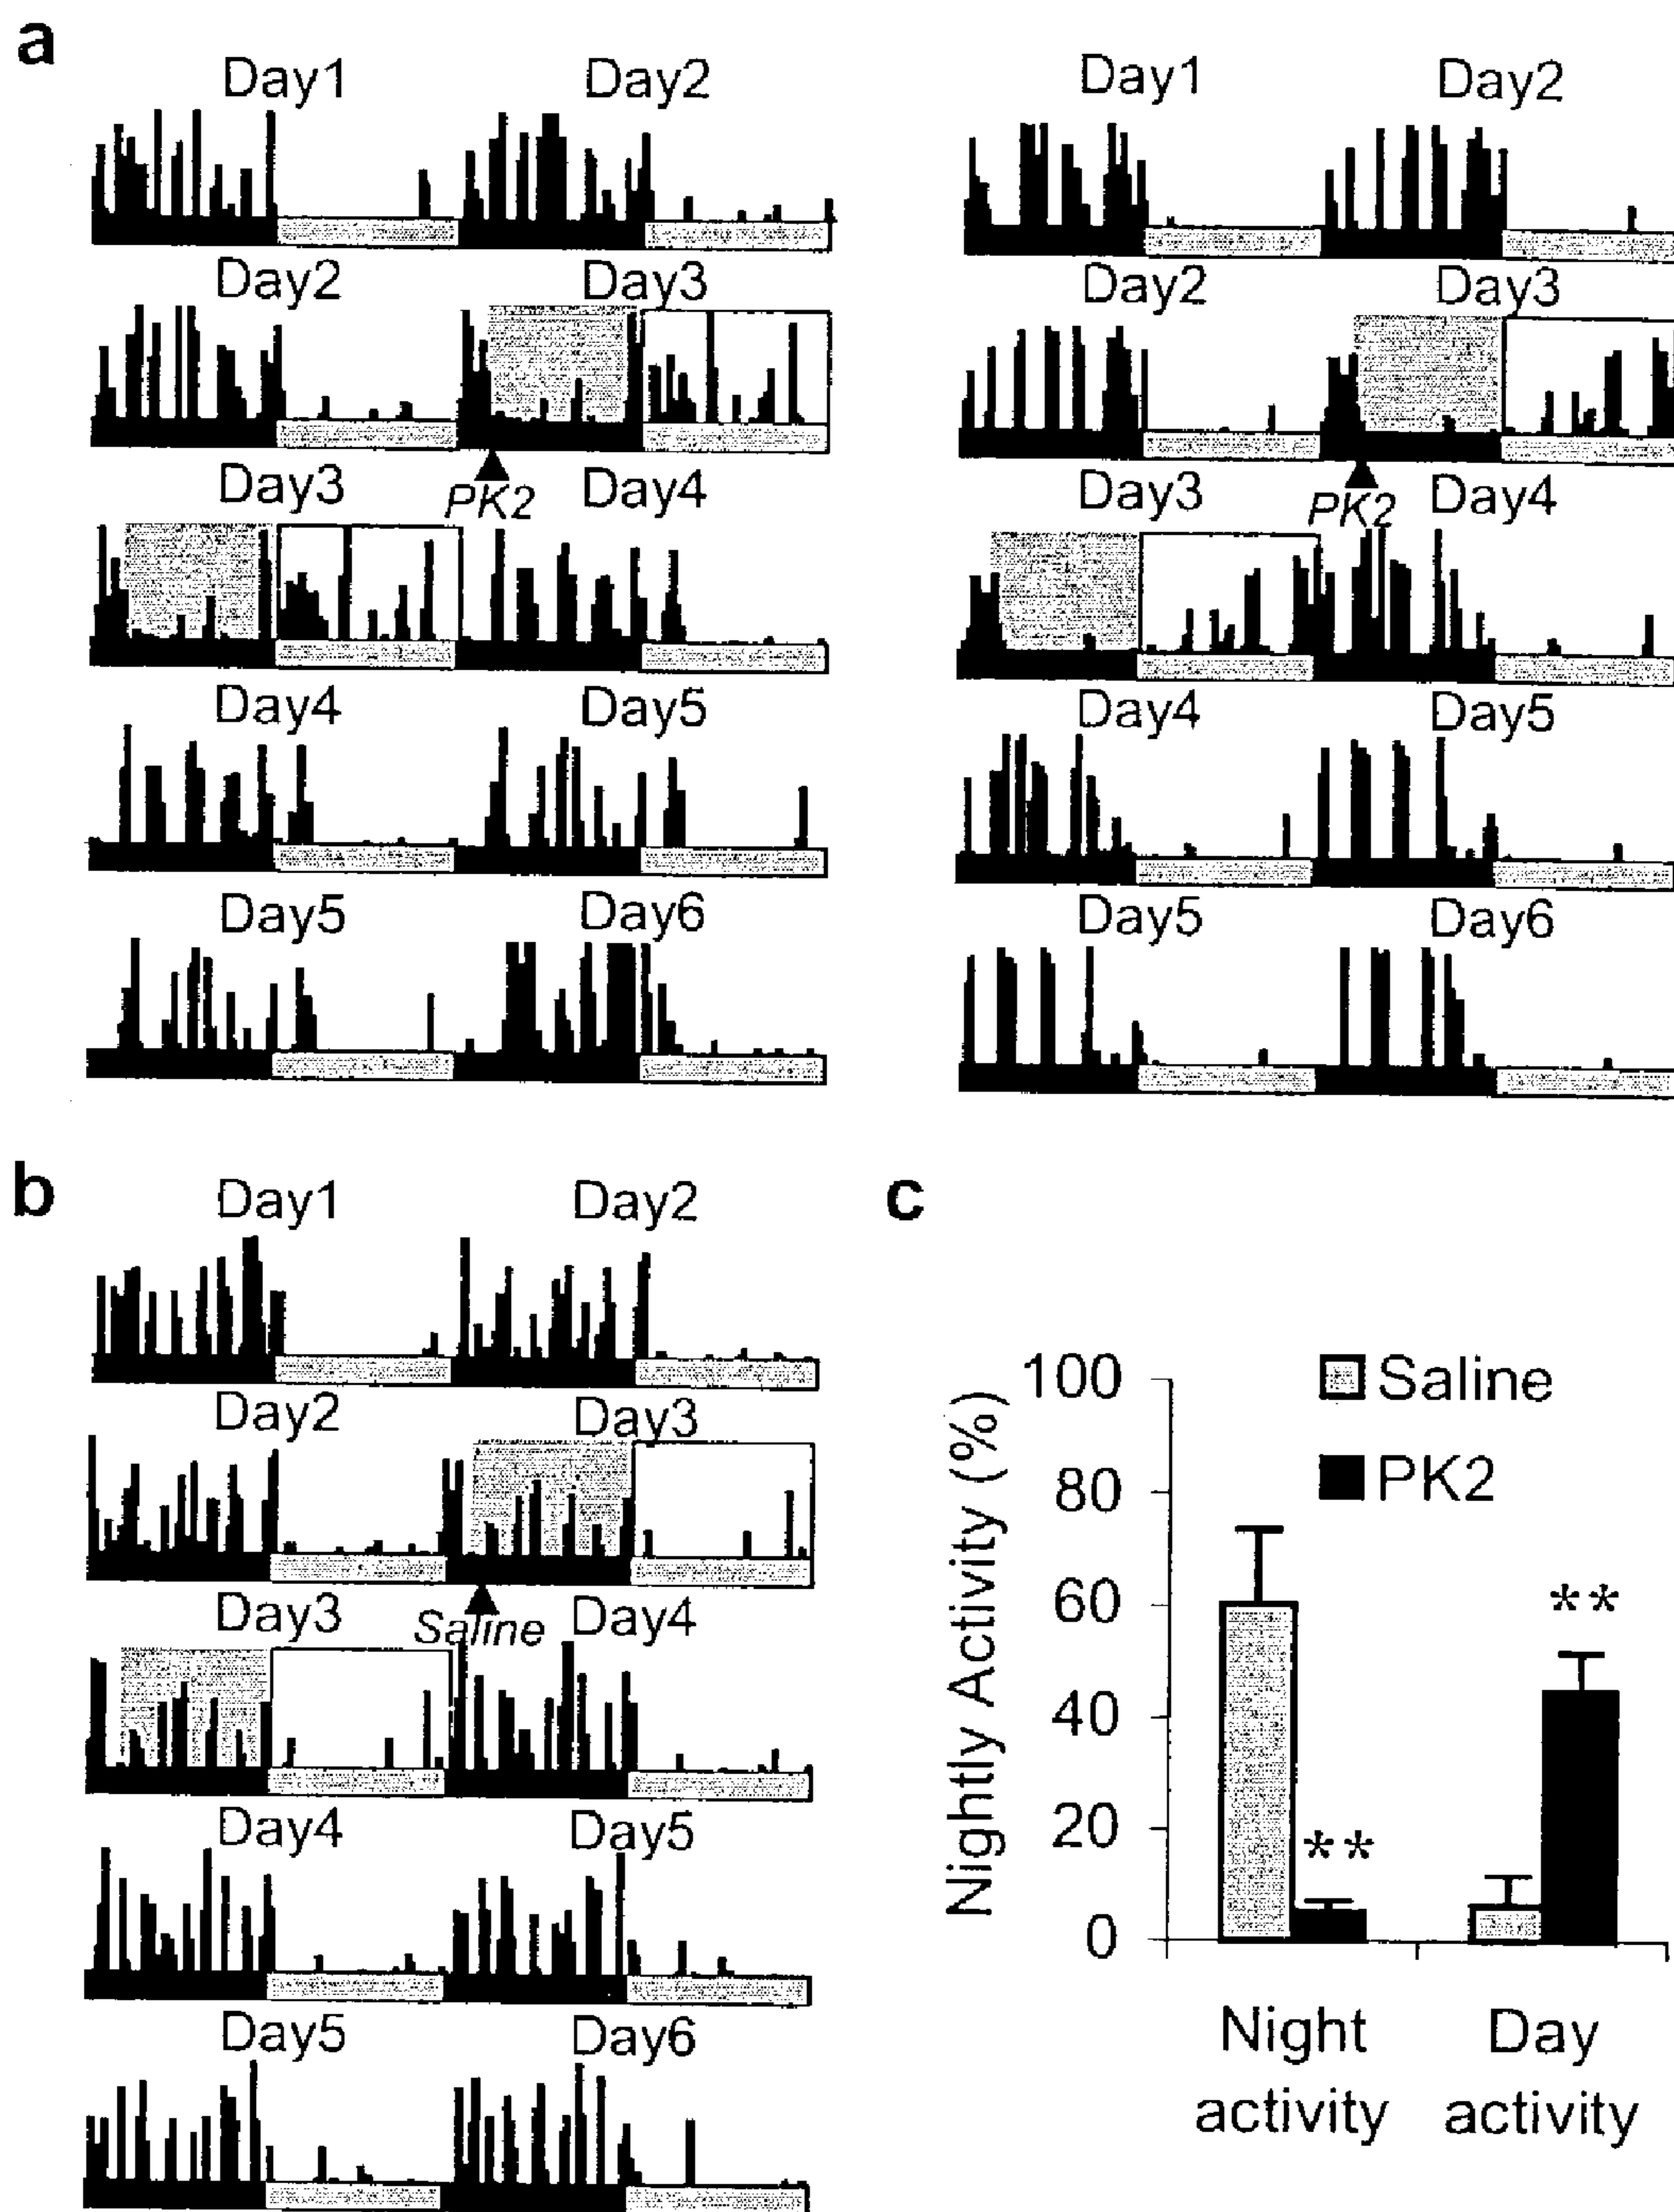 a
Day1 Day2
Day2 Day3
PK2
Day3 Day4
Day4 Day5
Day5 Day6
Day1 Day2
Day2 Day3
PK2
Day3 Day4
Day4 Day5
Day5 Day6
b
Day1 Day2
Day2 Day3
Saline
Day3 Day4
Day4 Day5
Day5 Day6
c
Nightly Activity (%)
100
80
60
40
20
0
Saline
PK2
**
**
Night
activity
Day
activity